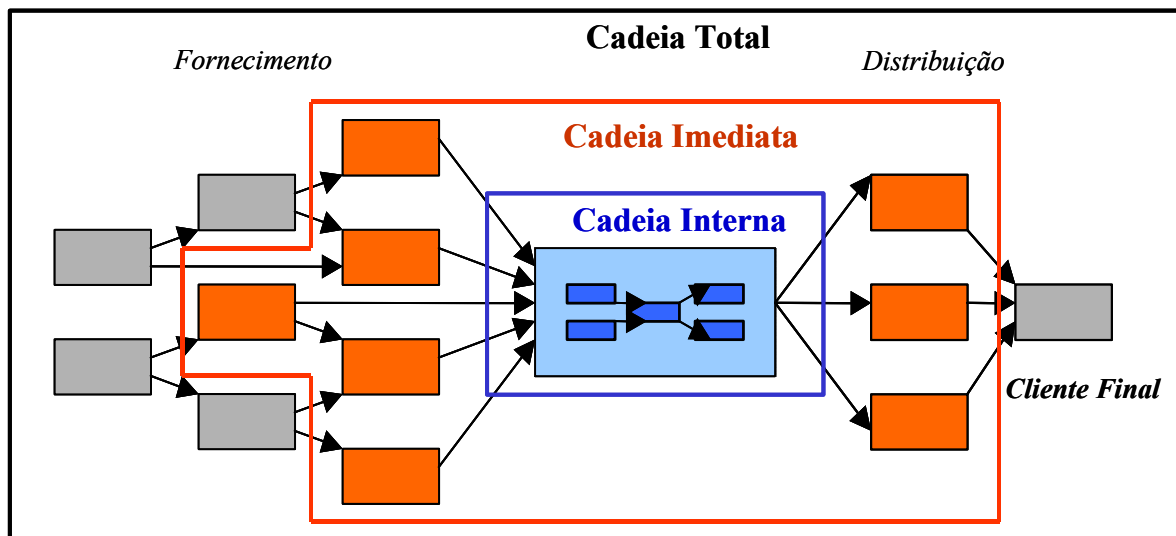 Cadeia Total
Fornecimento
Distribuição
Cadeia Imediata
Cadeia Interna
Cliente Final